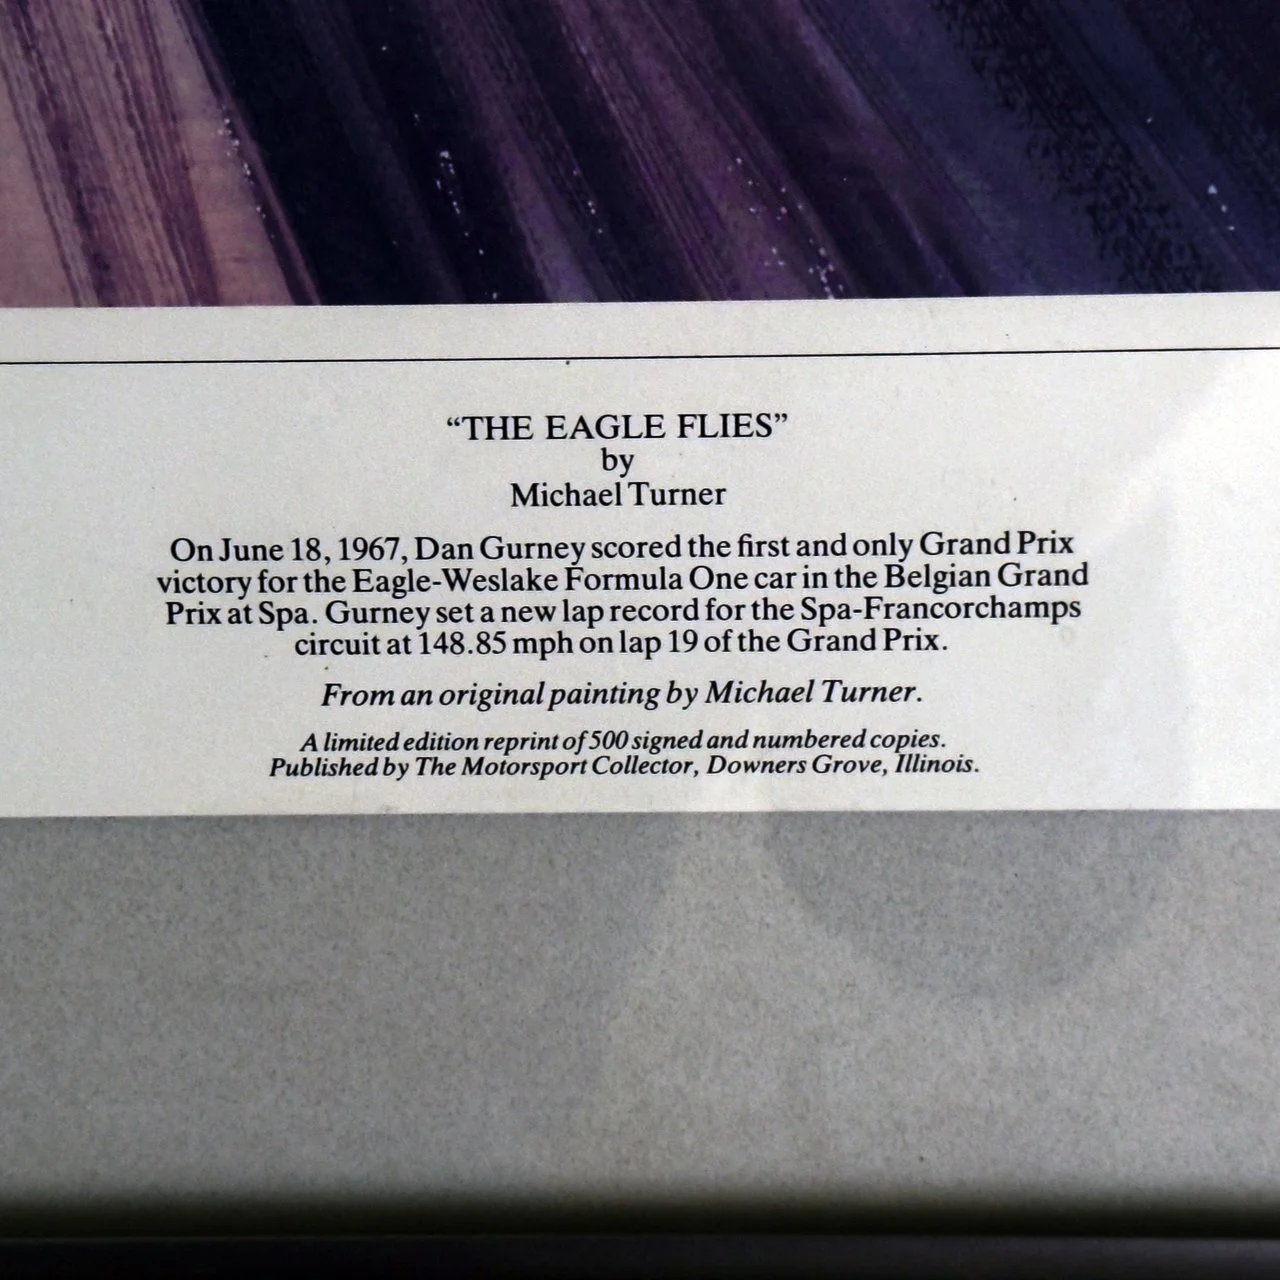 “THE EAGLE FLIES”
by
Michael Turner
On June 18, 1967, Dan Gurney scored the first and only Grand Prix
victory for the Eagle-Weslake Formula One car in the Belgian Grand
Prix at Spa. Gurney set a new lap record for the Spa-Francorchamps
circuit at 148.85 mph on lap 19 of the Grand Prix.
From an original painting by Michael Turner.
A limited edition reprint of 500 signed and numbered copies.
Published by The Motorsport Collector, Downers Grove, Illinois.